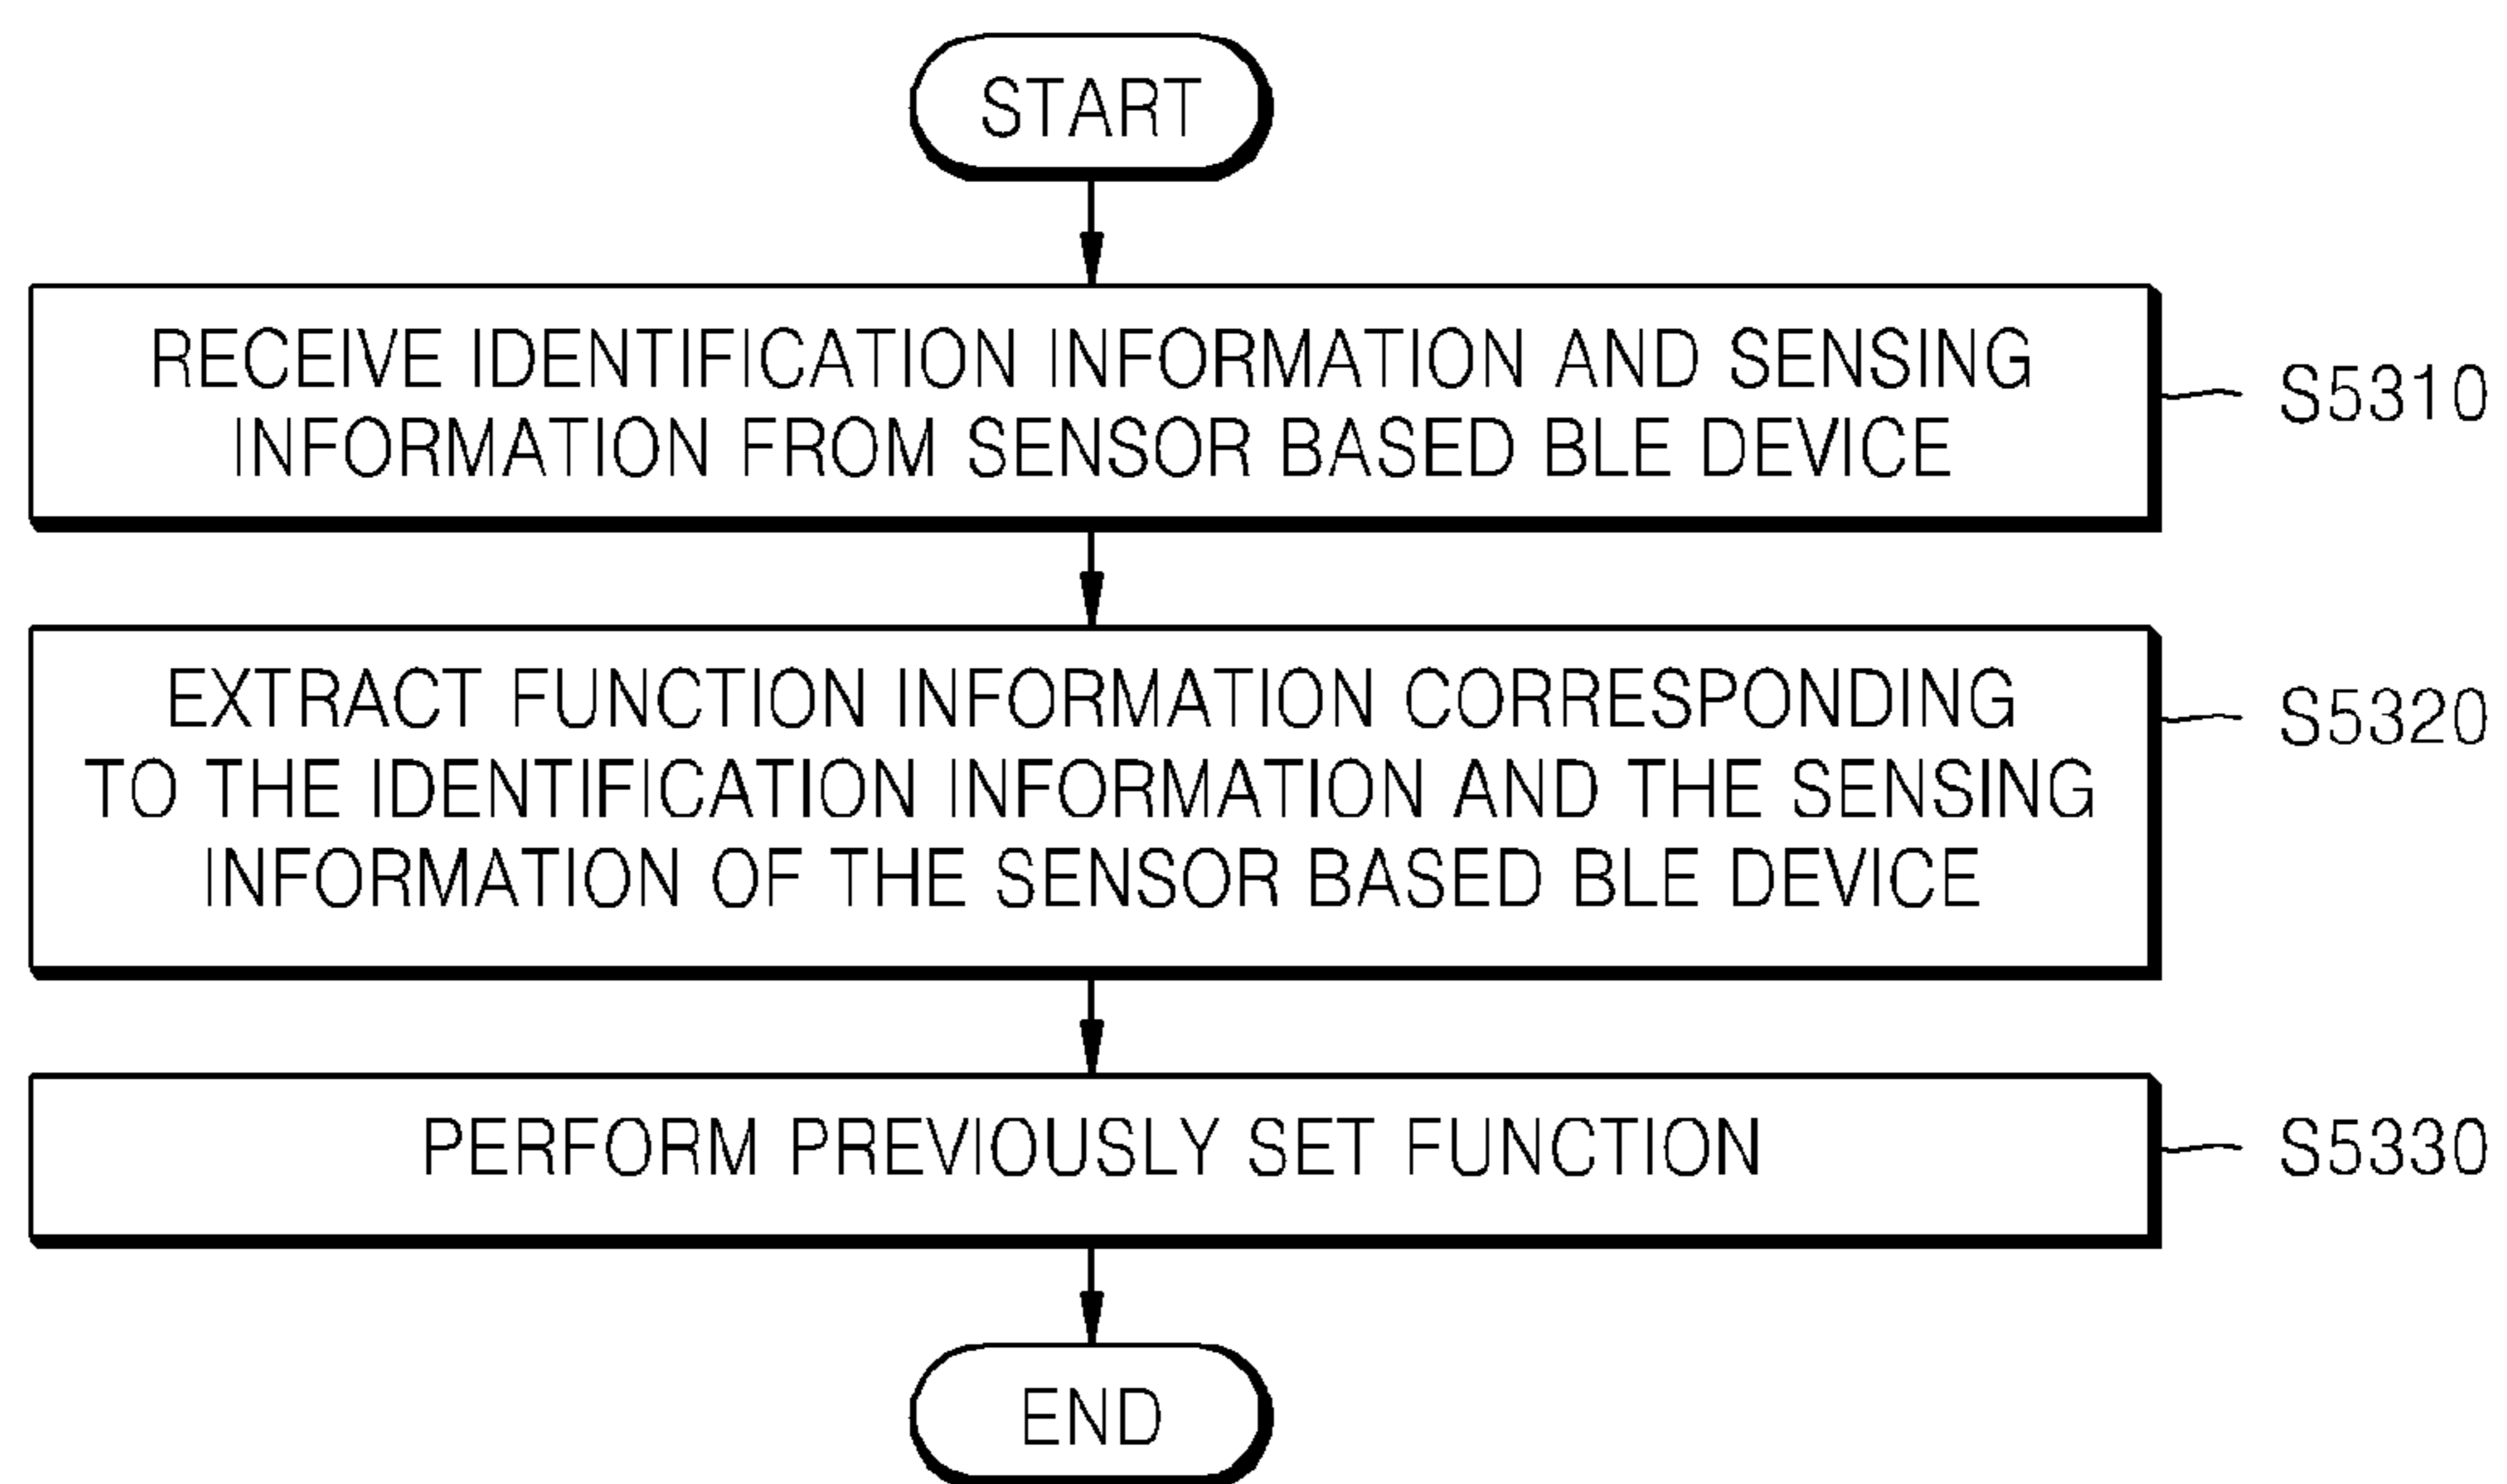 START
RECEIVE IDENTIFICATION INFORMATION AND SENSING
INFORMATION FROM SENSOR BASED BLE DEVICE
S5310
EXTRACT FUNCTION INFORMATION CORRESPONDING
TO THE IDENTIFICATION INFORMATION AND THE SENSING
INFORMATION OF THE SENSOR BASED BLE DEVICE
S5320
PERFORM PREVIOUSLY SET FUNCTION
S5330
END